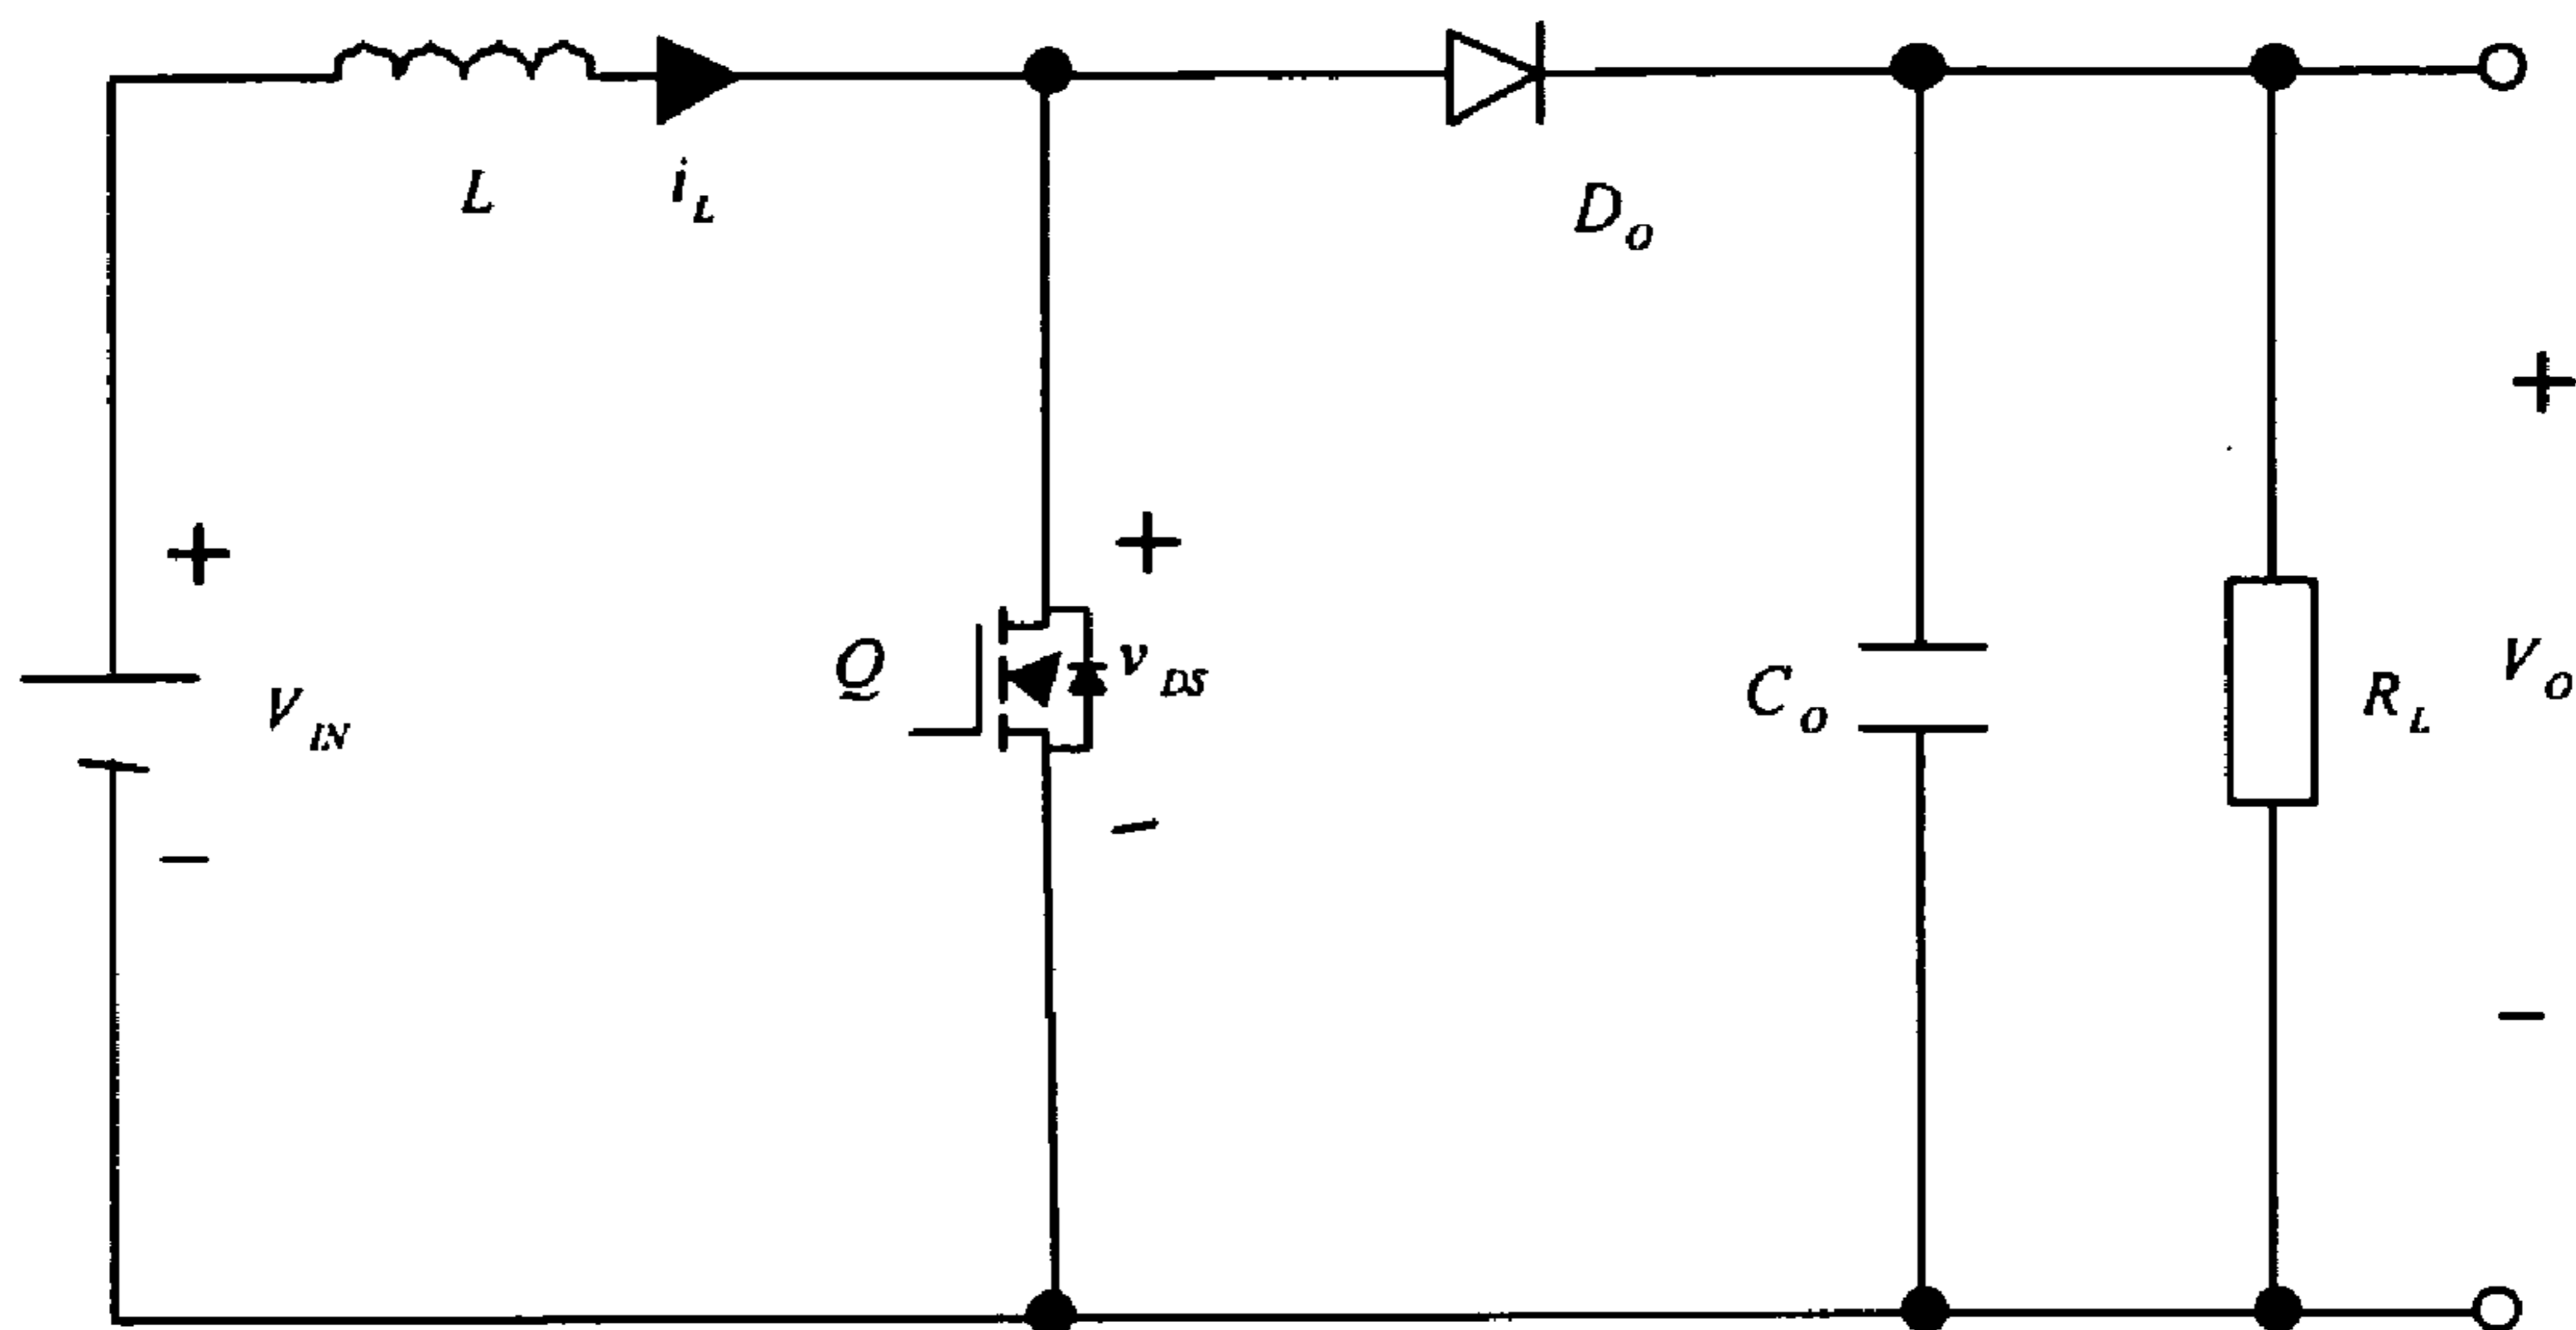 L
i_L
D_O
+
+
+
V_IN
Q
v_DS
C_O
R_L
V_O
−
−
−